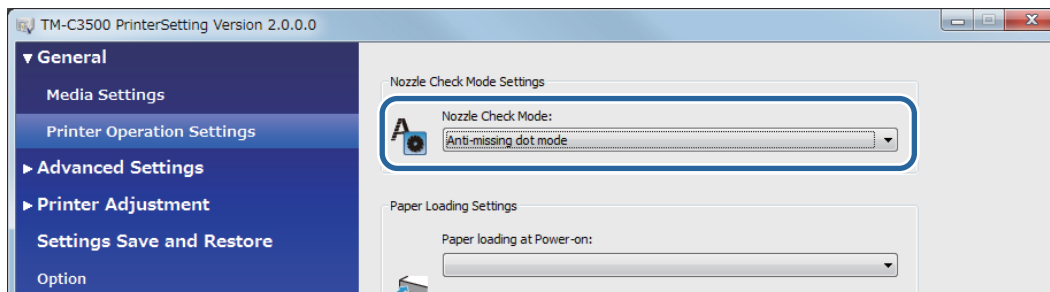 TM-C3500 PrinterSetting Version 2.0.0.0
▼ General
Media Settings
Printer Operation Settings
► Advanced Settings
► Printer Adjustment
Settings Save and Restore
Option
Nozzle Check Mode Settings
Nozzle Check Mode:
Anti-missing dot mode
Paper Loading Settings
Paper loading at Power-on: